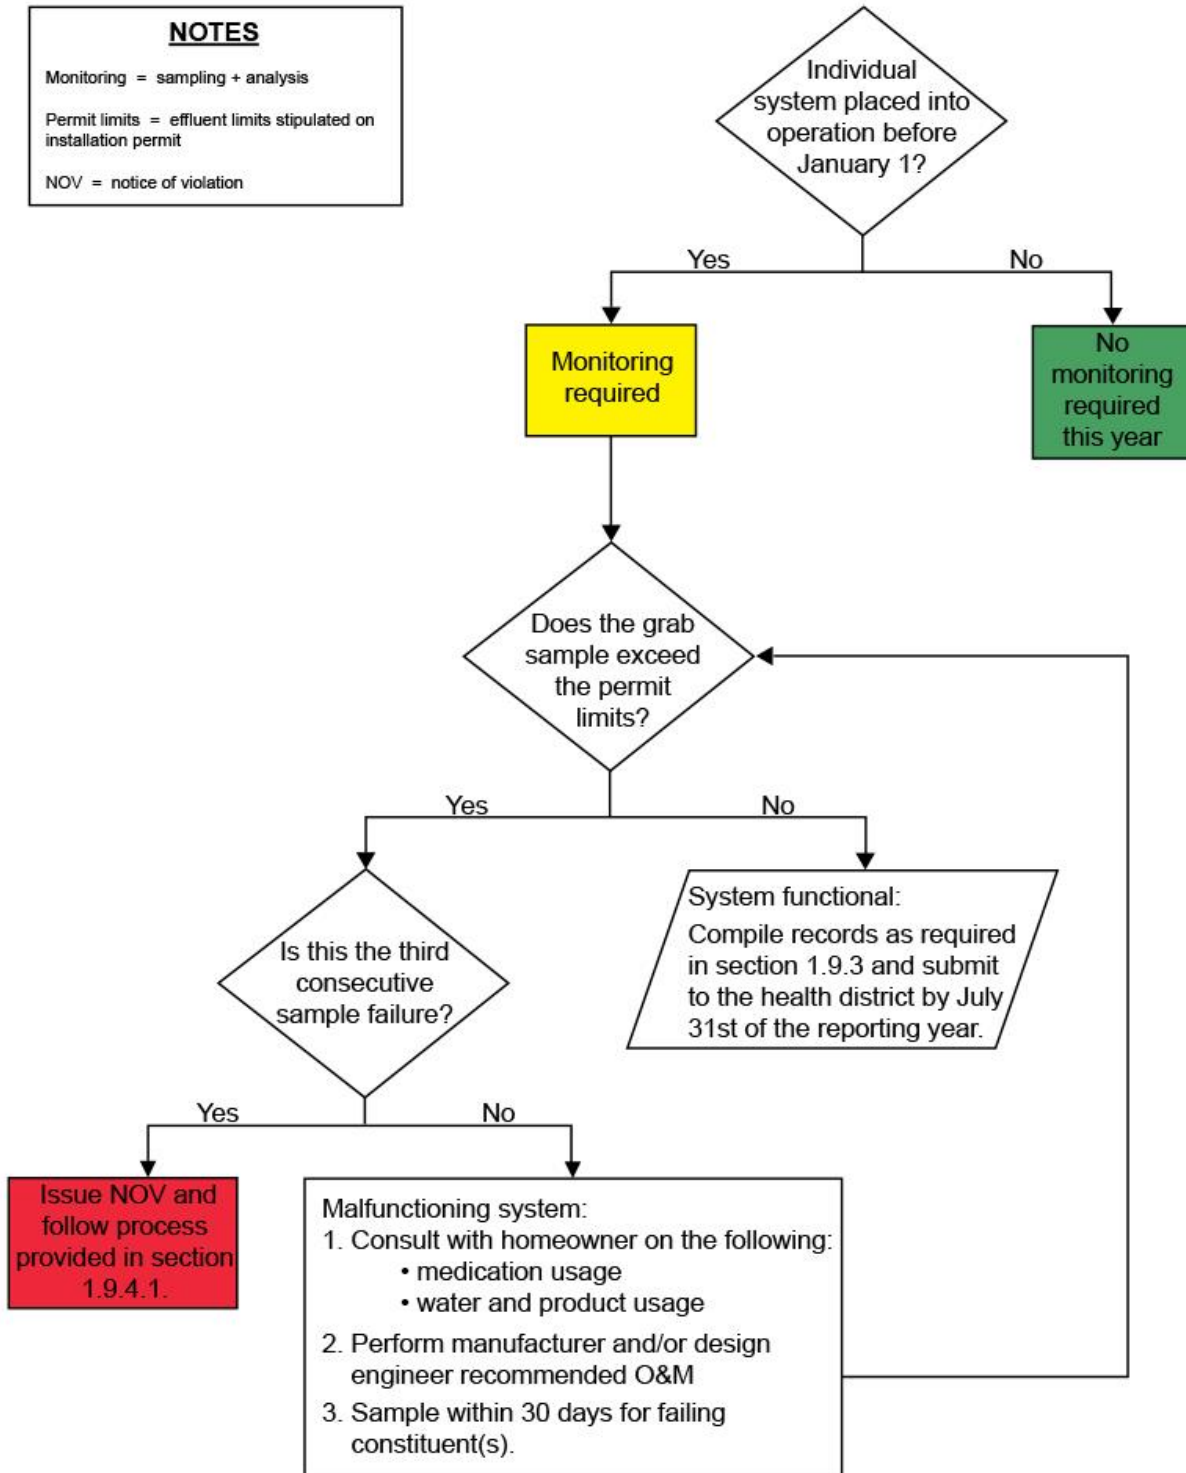 NOTES
Monitoring = sampling + analysis
Permit limits = effluent limits stipulated on
installation permit
NOV = notice of violation
Individual
system placed into
operation before
January 1?
Yes
No
Monitoring
required
No
monitoring
required
this year
Does the grab
sample exceed
the permit
limits?
Yes
No
Is this the third
consecutive
sample failure?
System functional:
Compile records as required
in section 1.9.3 and submit
to the health district by July
31st of the reporting year.
Yes
No
Issue NOV and
follow process
provided in section
1.9.4.1.
Malfunctioning system:
1. Consult with homeowner on the following:
• medication usage
• water and product usage
2. Perform manufacturer and/or design
engineer recommended O&M
3. Sample within 30 days for failing
constituent(s).